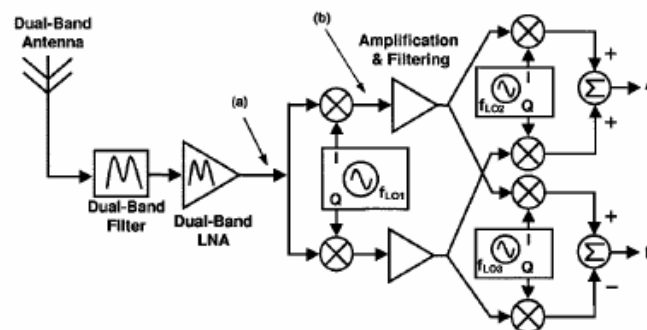 Dual-Band
Antenna
(a)
(b)
Amplification
& Filtering
Dual-Band
Filter
Dual-Band
LNA
I
Q
fLO1
I
fLO2
Q
+
+
Σ
I
fLO3
Q
+
−
Σ